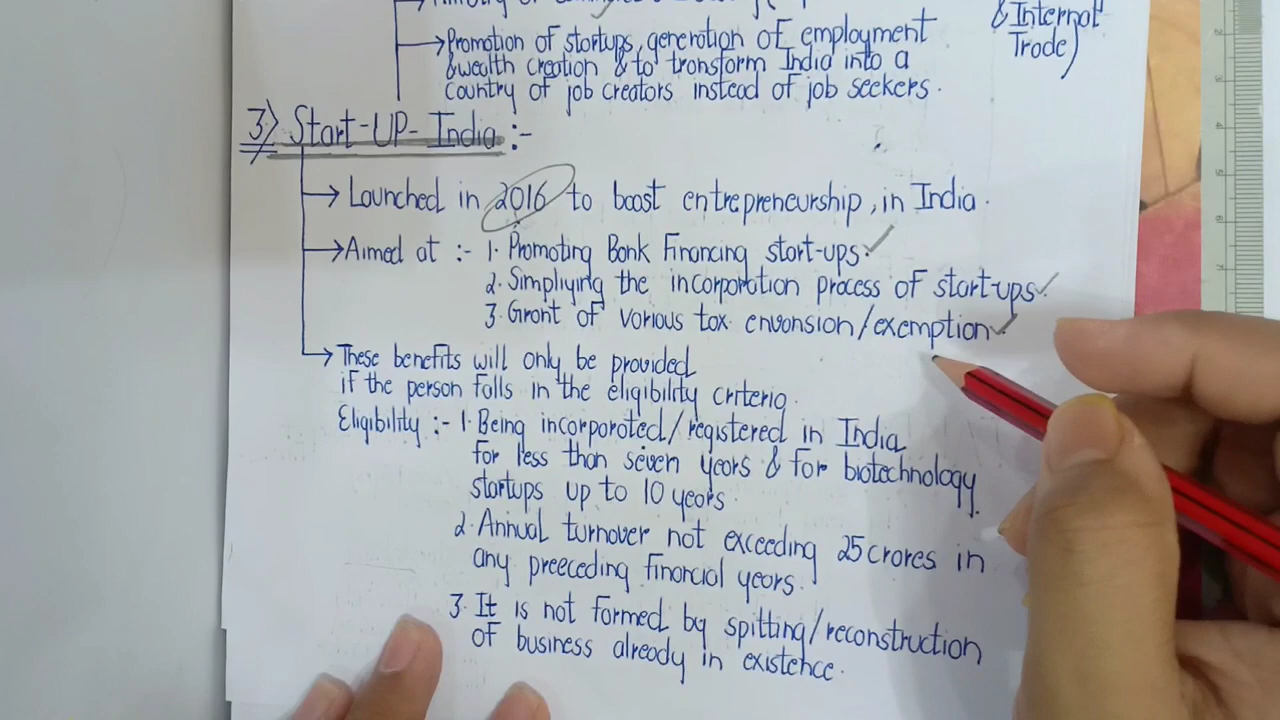 & Internal
Trade)
Promotion of startups, generation of employment
& wealth creation & to transform India into a
country of job creators instead of job seekers.
3) Start-UP-India :-
Launched in 2016 to boost entrepreneurship, in India.
Aimed at :- 1. Promoting Bank Financing start-ups.
2. Simpliying the incorporation process of start-ups.
3. Grant of various tox envonsion/exemption
These benefits will only be provided
if the person falls in the eligibility criteria.
Eligibility :- 1. Being incorporated/registered in India
for less than seven years & for biotechnology
startups up to 10 years.
2. Annual turnover not exceeding 25 crores in
any preeceding financial years.
3. It is not formed by spitting/reconstruction
of business already in existence.